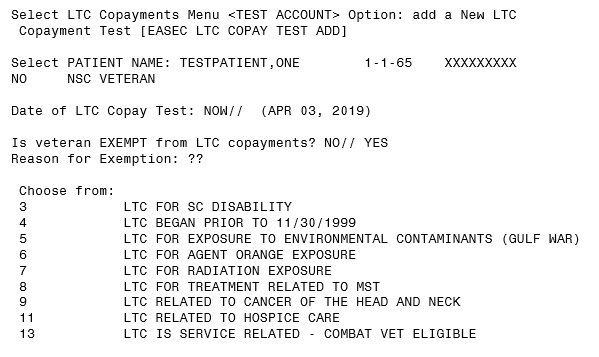 Select LTC Copayments Menu <TEST ACCOUNT> Option: add a New LTC
Copayment Test [EASEC LTC COPAY TEST ADD]
Select PATIENT NAME: TESTPATIENT,ONE 1-1-65 XXXXXXXXX
NO NSC VETERAN
Date of LTC Copay Test: NOW// (APR 03, 2019)
Is veteran EXEMPT from LTC copayments? NO// YES
Reason for Exemption: ??
Choose from:
3 LTC FOR SC DISABILITY
4 LTC BEGAN PRIOR TO 11/30/1999
5 LTC FOR EXPOSURE TO ENVIRONMENTAL CONTAMINANTS (GULF WAR)
6 LTC FOR AGENT ORANGE EXPOSURE
7 LTC FOR RADIATION EXPOSURE
8 LTC FOR TREATMENT RELATED TO MST
9 LTC RELATED TO CANCER OF THE HEAD AND NECK
11 LTC RELATED TO HOSPICE CARE
13 LTC IS SERVICE RELATED - COMBAT VET ELIGIBLE